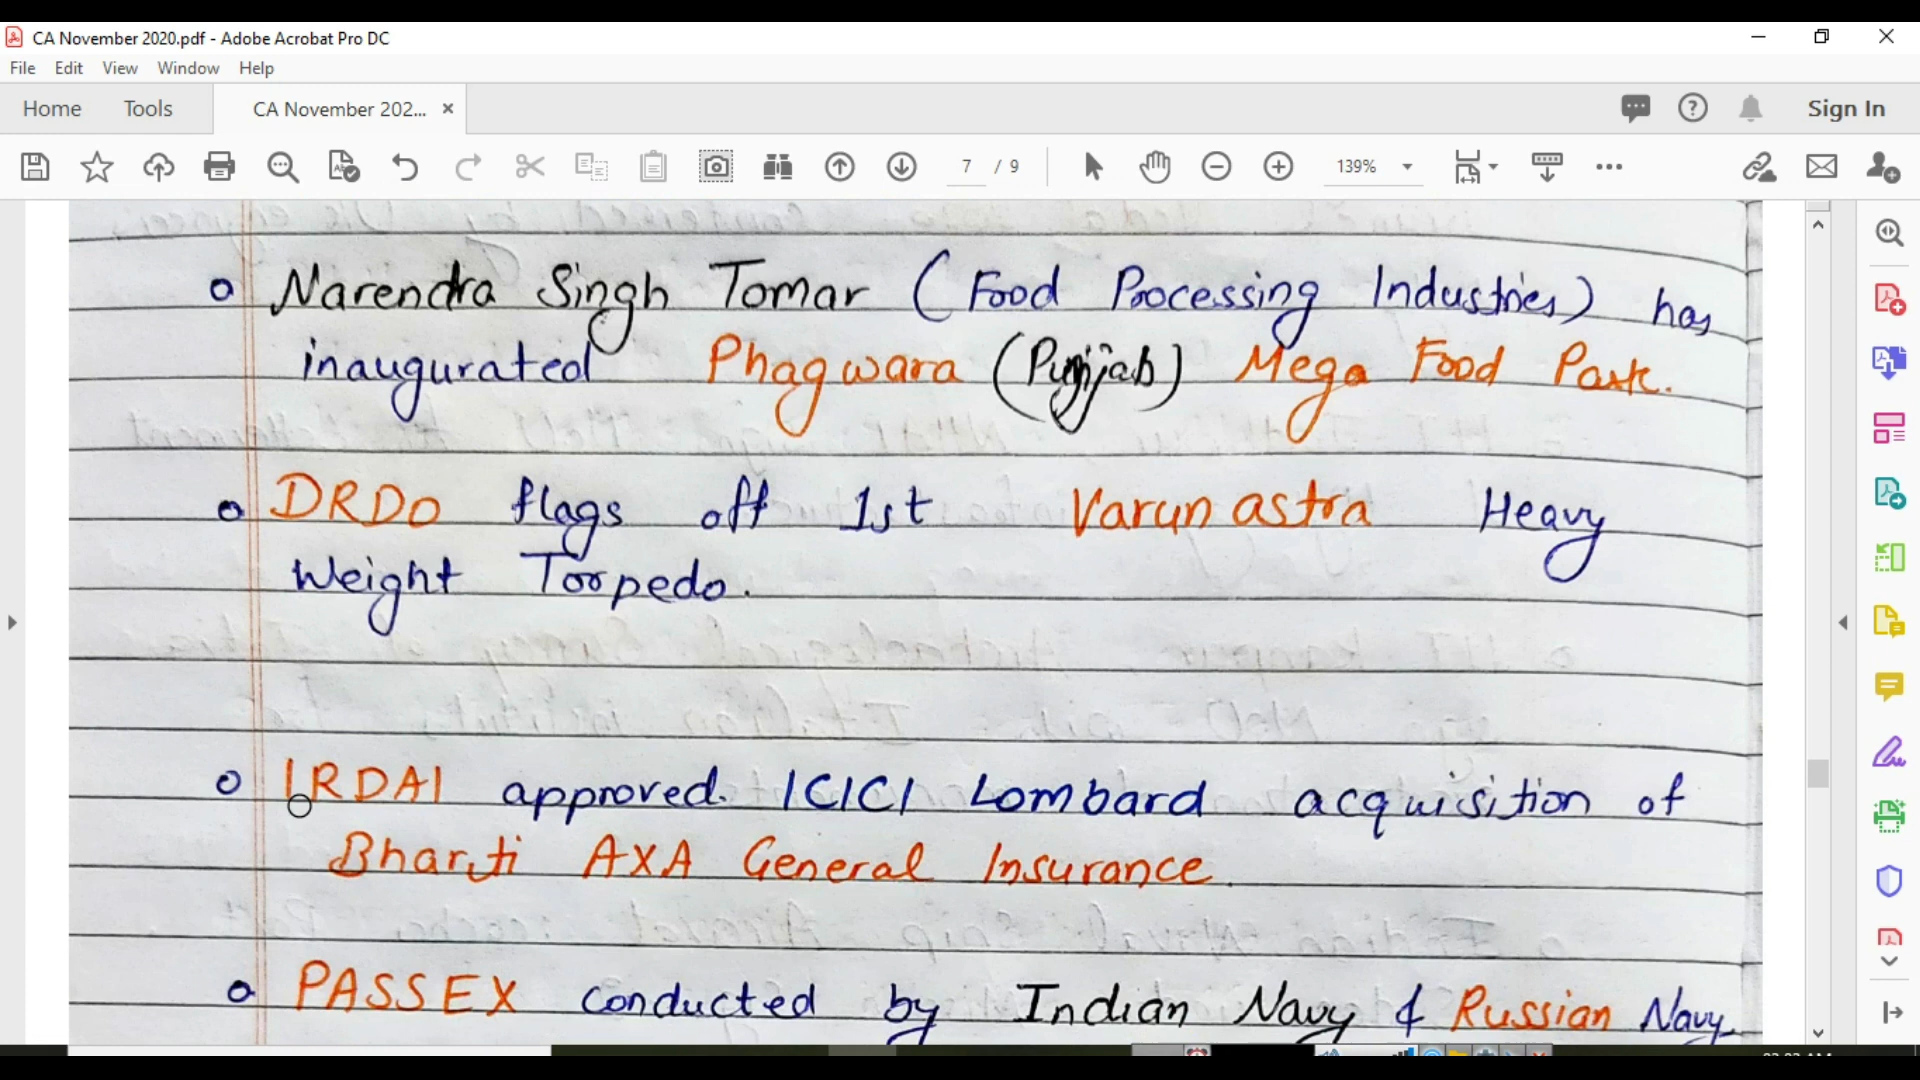 CA November 2020.pdf - Adobe Acrobat Pro DC
File Edit View Window Help
Home Tools CA November 202... × Sign In
7 / 9 139%
Narendra Singh Tomar (Food Processing Industries) has
inaugurated Phagwara (Punjab) Mega Food Park.
DRDO flags off 1st Varunastra Heavy
Weight Torpedo.
IRDAI approved. ICICI Lombard acquisition of
Bharti AXA General Insurance.
PASSEX conducted by Indian Navy & Russian Navy